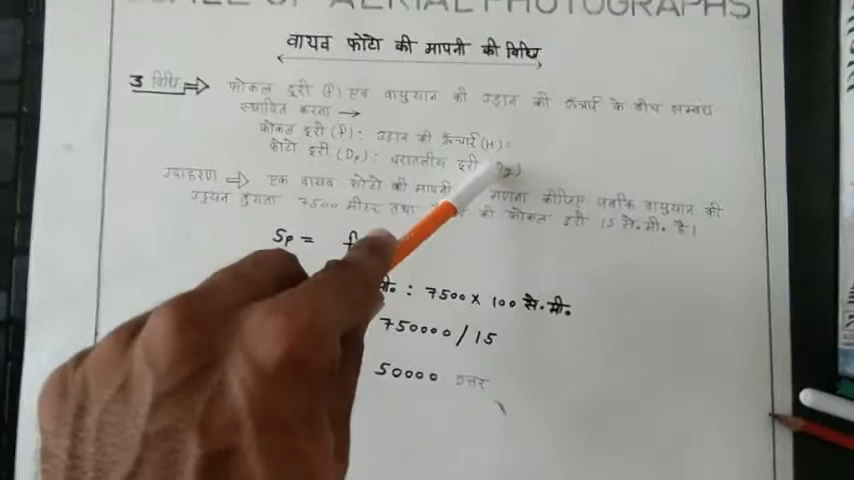 SCALE OF AERIAL PHOTOGRAPHS
वायव फोटो की मापनी की विधि
3 विधि ⇒ फोकल दूरी (f) एवं वायुयान की उड़ान की ऊँचाई के बीच सम्बंध
स्थापित करना →
फोकल दूरी (f): उड़ान की ऊँचाई (H)=
फोटो दूरी (Dp): धरातलीय दूरी
उदाहरण ⇒ एक वायव फोटो की मापनी गणना कीजिए जबकि वायुयान की
उड्डयन तुंगता 7500 मीटर तथा की फोकल दूरी 15 से.मी. है।
Sp = f
मी. : 7500 x 100 से.मी.
750000/15
50000 उत्तर